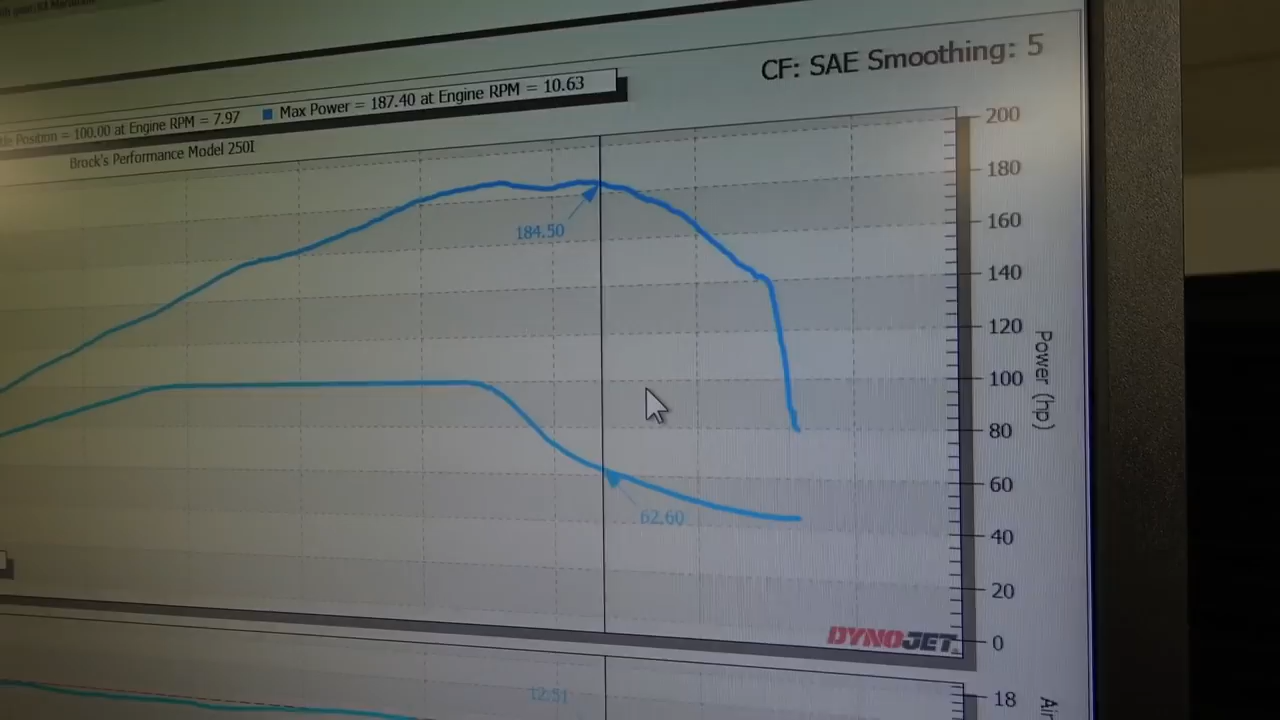 CF: SAE Smoothing: 5
Position = 100.00 at Engine RPM = 7.97
Max Power = 187.40 at Engine RPM = 10.63
Brock's Performance Model 250I
200
180
160
140
120
100
80
60
40
20
0
Power (hp)
184.50
62.60
DYNOJET
12.51
18